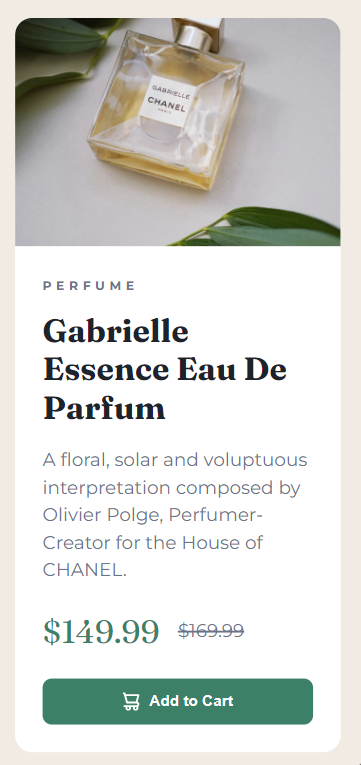 GABRIELLE
CHANEL
PARIS
PERFUME
Gabrielle
Essence Eau De
Parfum
A floral, solar and voluptuous
interpretation composed by
Olivier Polge, Perfumer-
Creator for the House of
CHANEL.
$149.99 $169.99
Add to Cart